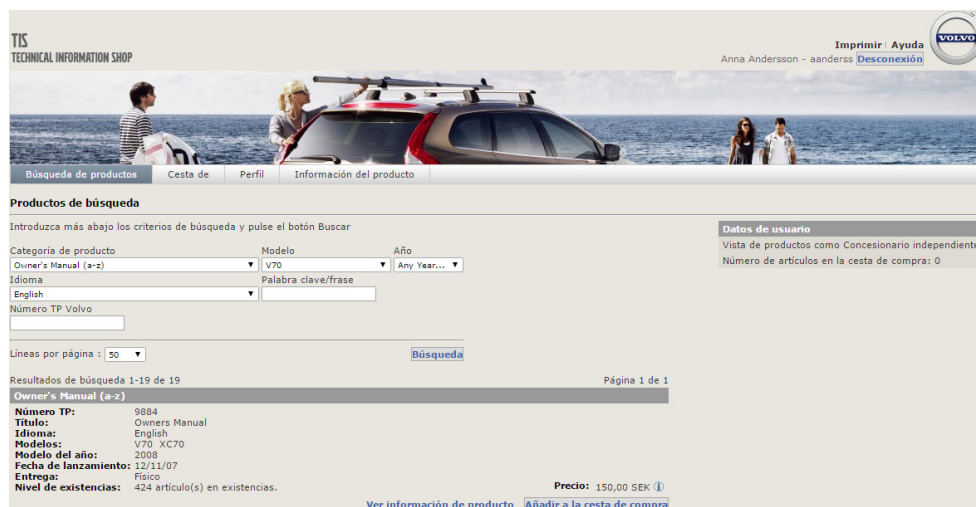 TIS
TECHNICAL INFORMATION SHOP
Imprimir | Ayuda
Anna Andersson - aanderss Desconexión
VOLVO
Búsqueda de productos Cesta de Perfil Información del producto
Productos de búsqueda
Introduzca más abajo los criterios de búsqueda y pulse el botón Buscar
Categoría de producto Modelo Año
Owner's Manual (a-z) V70 Any Year...
Idioma Palabra clave/frase
English
Número TP Volvo
Líneas por página : 50 Búsqueda
Datos de usuario
Vista de productos como Concesionario independiente
Número de artículos en la cesta de compra: 0
Resultados de búsqueda 1-19 de 19 Página 1 de 1
Owner's Manual (a-z)
Número TP: 9884
Título: Owners Manual
Idioma: English
Modelos: V70 XC70
Modelo del año: 2008
Fecha de lanzamiento: 12/11/07
Entrega: Físico
Nivel de existencias: 424 artículo(s) en existencias. Precio: 150,00 SEK
Ver información de producto Añadir a la cesta de compra